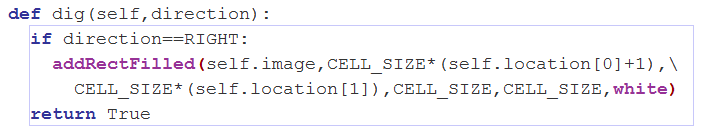 def dig(self,direction):
  if direction==RIGHT:
    addRectFilled(self.image,CELL_SIZE*(self.location[0]+1),\
      CELL_SIZE*(self.location[1]),CELL_SIZE,CELL_SIZE,white)
  return True